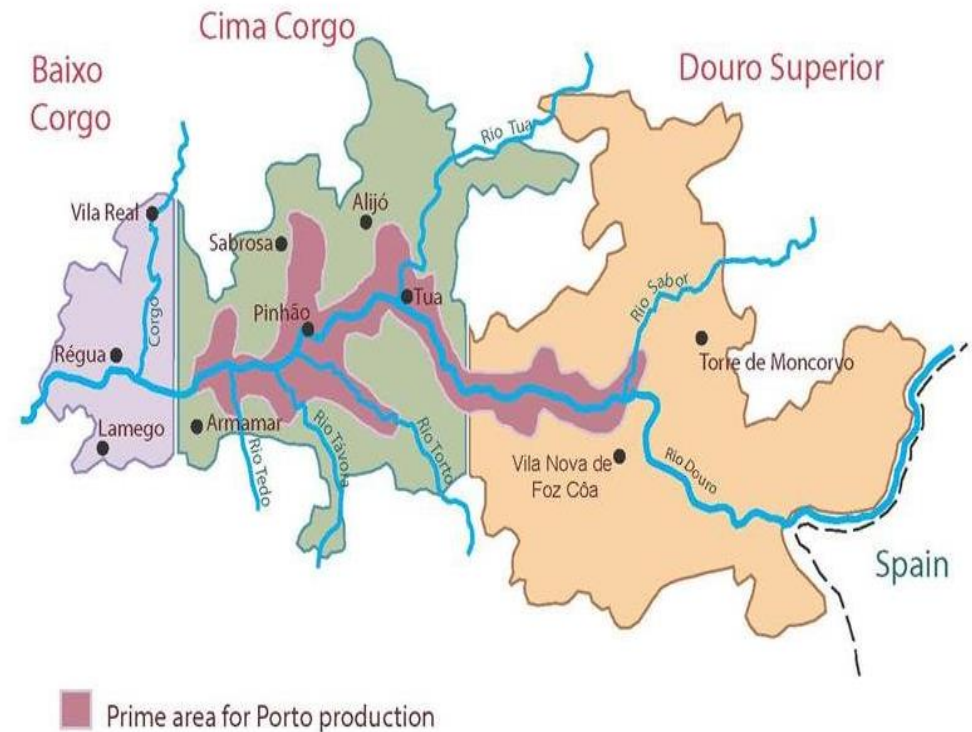 Cima Corgo
Baixo
Corgo
Douro Superior
Rio Tua
Vila Real
Alijó
Sabrosa
Corgo
Rio Sabor
Tua
Pinhão
Torre de Moncorvo
Régua
Armamar
Lamego
Rio Tedo
Rio Távora
Rio Torto
Vila Nova de
Foz Côa
Rio Douro
Spain
Prime area for Porto production